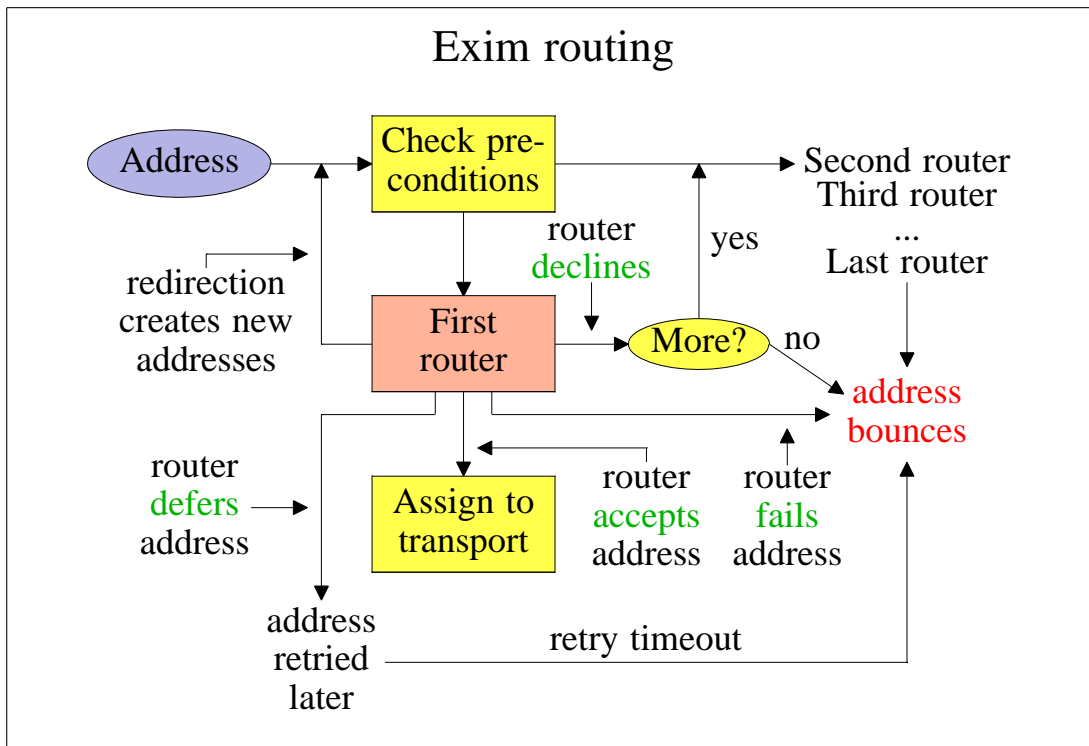 Exim routing
Address
Check pre-
conditions
Second router
Third router
...
Last router
router
declines
yes
redirection
creates new
addresses
First
router
More?
no
address
bounces
router
defers
address
Assign to
transport
router
accepts
address
router
fails
address
address
retried
later
retry timeout